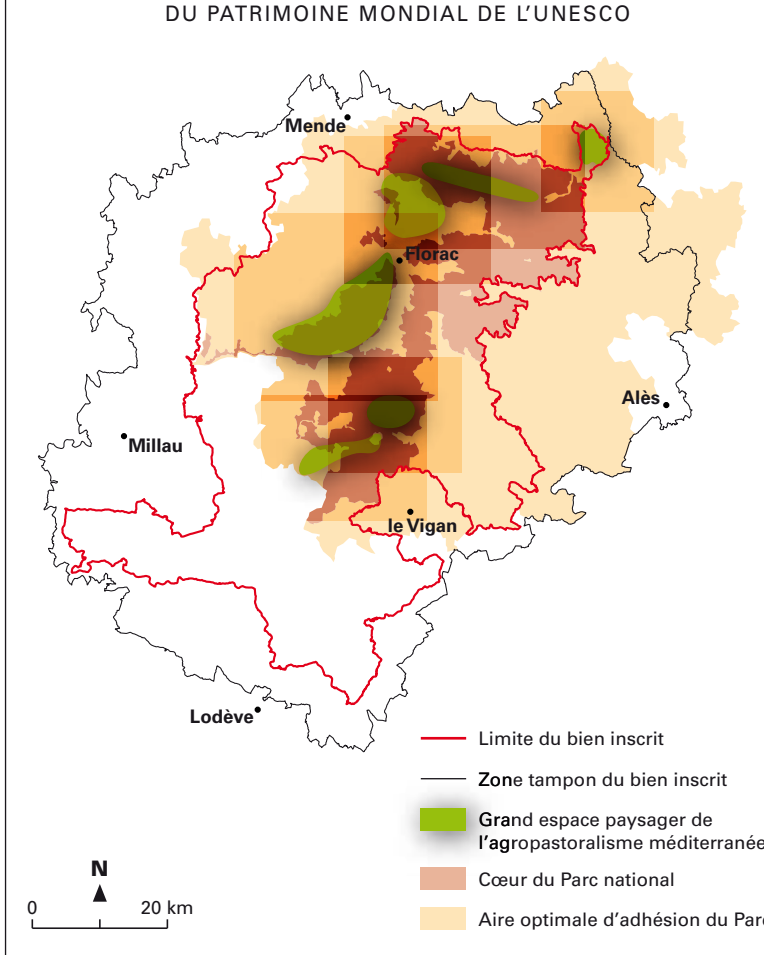 DU PATRIMOINE MONDIAL DE L'UNESCO
Mende
Florac
Alès
Millau
le Vigan
Lodève
Limite du bien inscrit
Zone tampon du bien inscrit
Grand espace paysager de
l'agropastoralisme méditerranée
Cœur du Parc national
Aire optimale d'adhésion du Parc
N
0 20 km